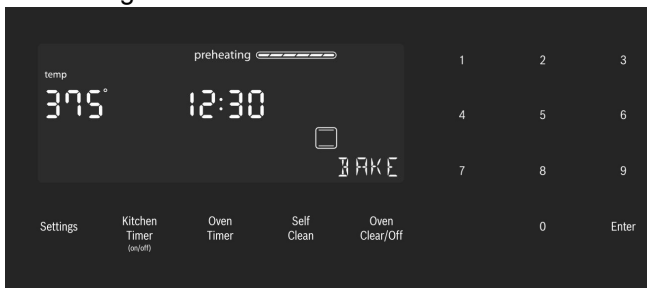 preheating
temp
375° 12:30
BAKE
1 2 3
4 5 6
7 8 9
0 Enter
Settings
Kitchen
Timer
(on/off)
Oven
Timer
Self
Clean
Oven
Clear/Off